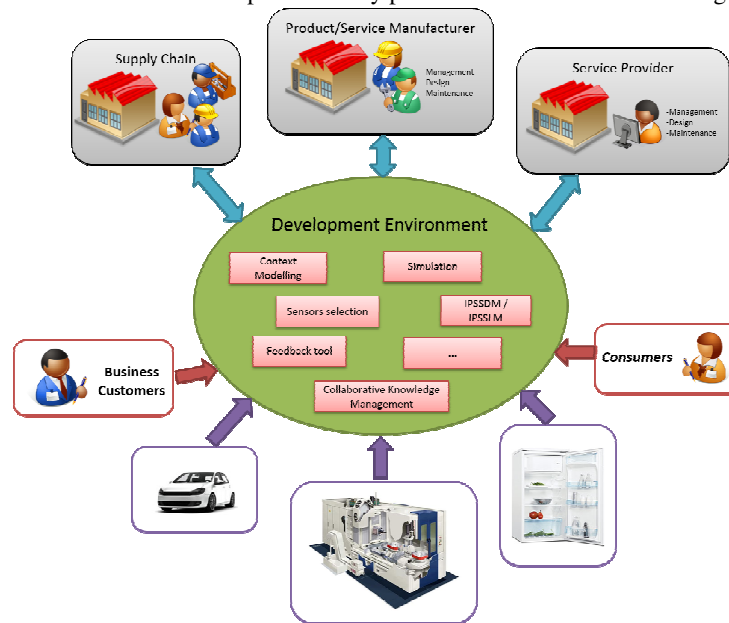 Product/Service Manufacturer
Management
Design
Maintenance
Supply Chain
Service Provider
-Management
-Design
-Maintenance
Development Environment
Context
Modelling
Simulation
Sensors selection
IPSSDM /
IPSSLM
Feedback tool
...
Collaborative Knowledge
Management
Business
Customers
Consumers